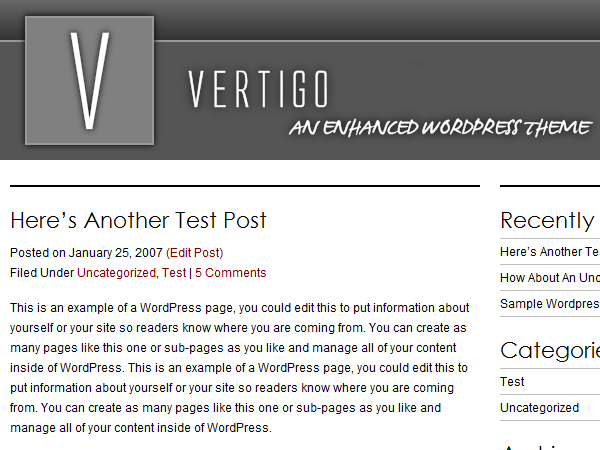 V
VERTIGO
AN ENHANCED WORDPRESS THEME
Here’s Another Test Post
Posted on January 25, 2007 (Edit Post)
Filed Under Uncategorized, Test | 5 Comments
This is an example of a WordPress page, you could edit this to put information about
yourself or your site so readers know where you are coming from. You can create as
many pages like this one or sub-pages as you like and manage all of your content
inside of WordPress. This is an example of a WordPress page, you could edit this to
put information about yourself or your site so readers know where you are coming
from. You can create as many pages like this one or sub-pages as you like and
manage all of your content inside of WordPress.
Recently
Here’s Another Te
How About An Unc
Sample Wordpres
Categorie
Test
Uncategorized